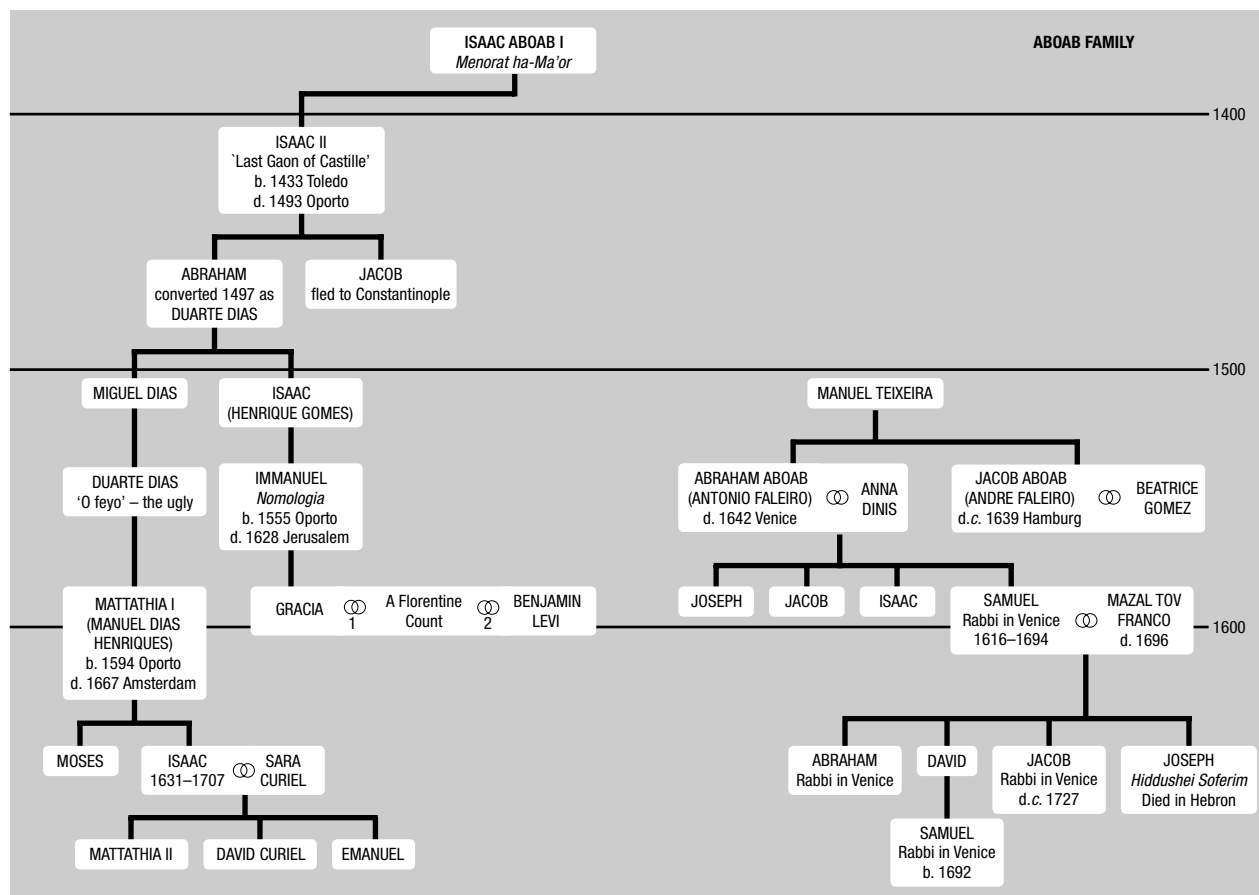 ISAAC ABOAB I
Menorat ha-Ma'or
ABOAB FAMILY
1400
ISAAC II
`Last Gaon of Castille'
b. 1433 Toledo
d. 1493 Oporto
ABRAHAM
converted 1497 as
DUARTE DIAS
JACOB
fled to Constantinople
1500
MIGUEL DIAS
ISAAC
(HENRIQUE GOMES)
MANUEL TEIXEIRA
DUARTE DIAS
'O feyo' – the ugly
IMMANUEL
Nomologia
b. 1555 Oporto
d. 1628 Jerusalem
ABRAHAM ABOAB
(ANTONIO FALEIRO)
d. 1642 Venice
ANNA
DINIS
JACOB ABOAB
(ANDRE FALEIRO)
d.c. 1639 Hamburg
BEATRICE
GOMEZ
MATTATHIA I
(MANUEL DIAS
HENRIQUES)
b. 1594 Oporto
d. 1667 Amsterdam
GRACIA
1
A Florentine
Count
2
BENJAMIN
LEVI
JOSEPH
JACOB
ISAAC
SAMUEL
Rabbi in Venice
1616–1694
MAZAL TOV
FRANCO
d. 1696
1600
MOSES
ISAAC
1631–1707
SARA
CURIEL
ABRAHAM
Rabbi in Venice
DAVID
JACOB
Rabbi in Venice
d.c. 1727
JOSEPH
Hiddushei Soferim
Died in Hebron
MATTATHIA II
DAVID CURIEL
EMANUEL
SAMUEL
Rabbi in Venice
b. 1692